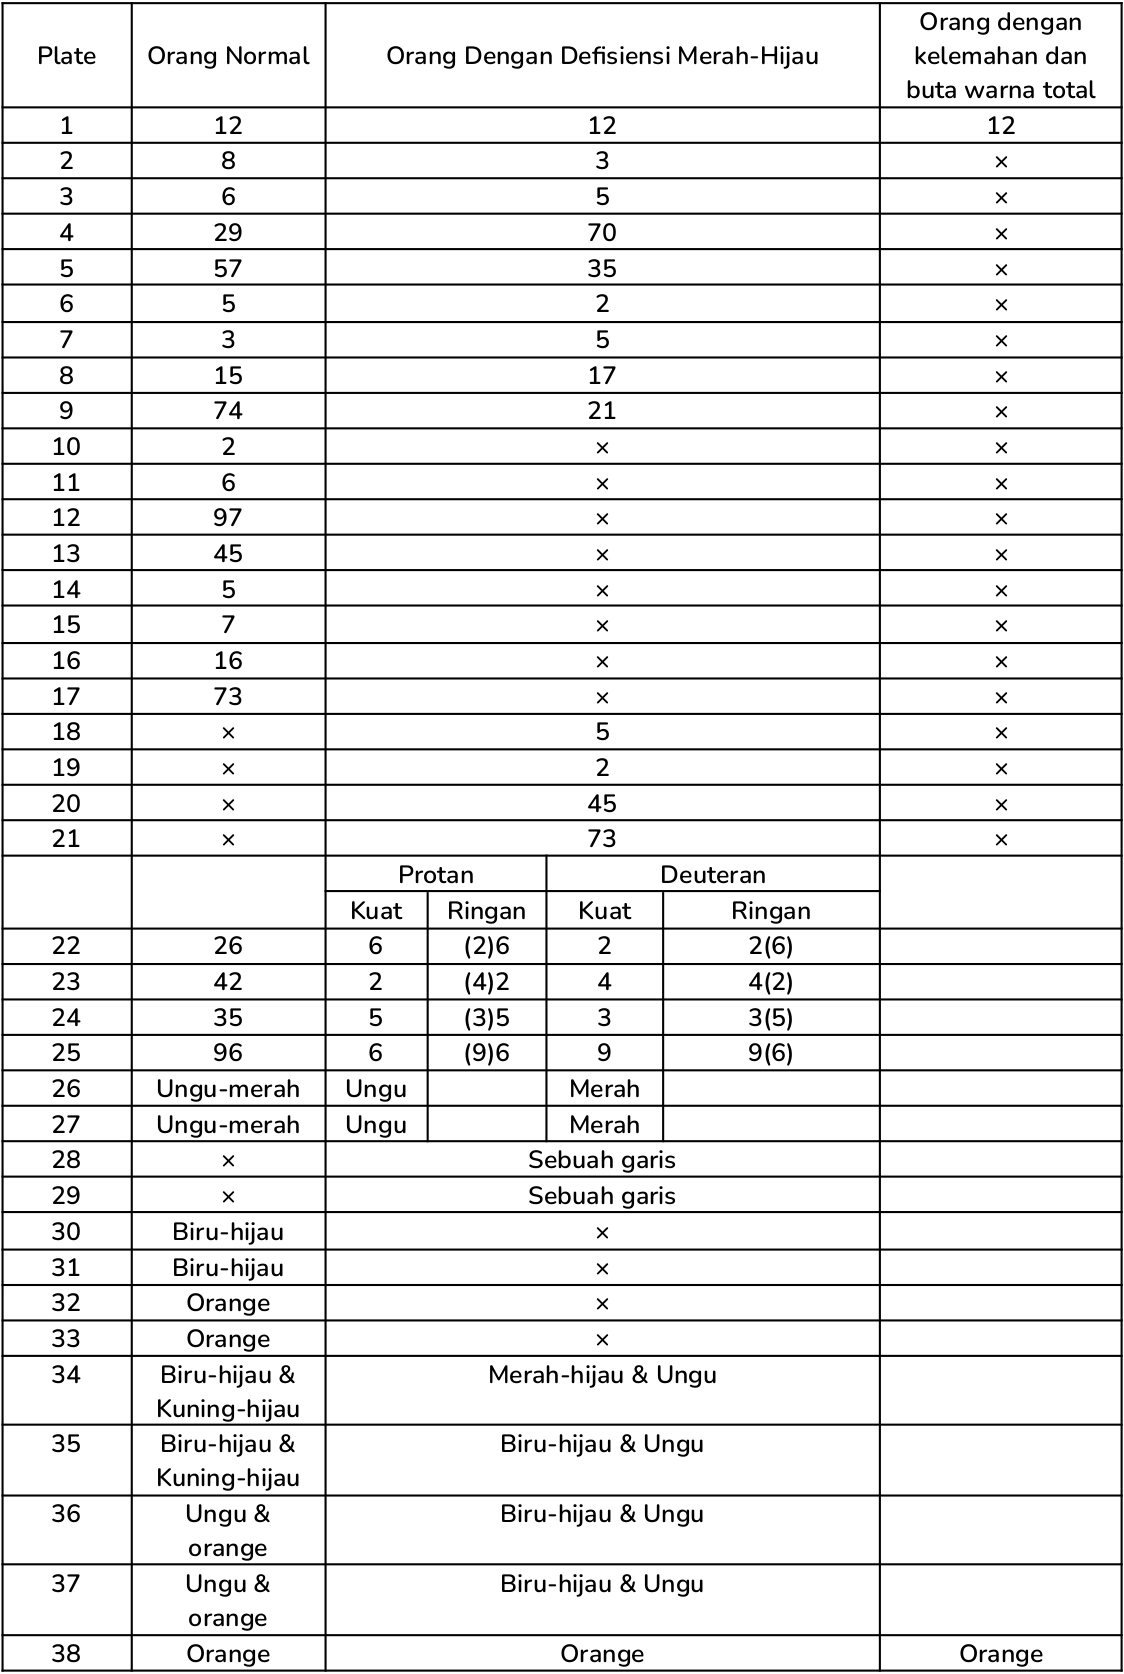 Plate Orang Normal Orang Dengan Defisiensi Merah-Hijau Orang dengan
kelemahan dan
buta warna total
1 12 12 12
2 8 3 ×
3 6 5 ×
4 29 70 ×
5 57 35 ×
6 5 2 ×
7 3 5 ×
8 15 17 ×
9 74 21 ×
10 2 × ×
11 6 × ×
12 97 × ×
13 45 × ×
14 5 × ×
15 7 × ×
16 16 × ×
17 73 × ×
18 × 5 ×
19 × 2 ×
20 × 45 ×
21 × 73 ×
Protan Deuteran
Kuat Ringan Kuat Ringan
22 26 6 (2)6 2 2(6)
23 42 2 (4)2 4 4(2)
24 35 5 (3)5 3 3(5)
25 96 6 (9)6 9 9(6)
26 Ungu-merah Ungu Merah
27 Ungu-merah Ungu Merah
28 × Sebuah garis
29 × Sebuah garis
30 Biru-hijau ×
31 Biru-hijau ×
32 Orange ×
33 Orange ×
34 Biru-hijau & Merah-hijau & Ungu
Kuning-hijau
35 Biru-hijau & Biru-hijau & Ungu
Kuning-hijau
36 Ungu & Biru-hijau & Ungu
orange
37 Ungu & Biru-hijau & Ungu
orange
38 Orange Orange Orange